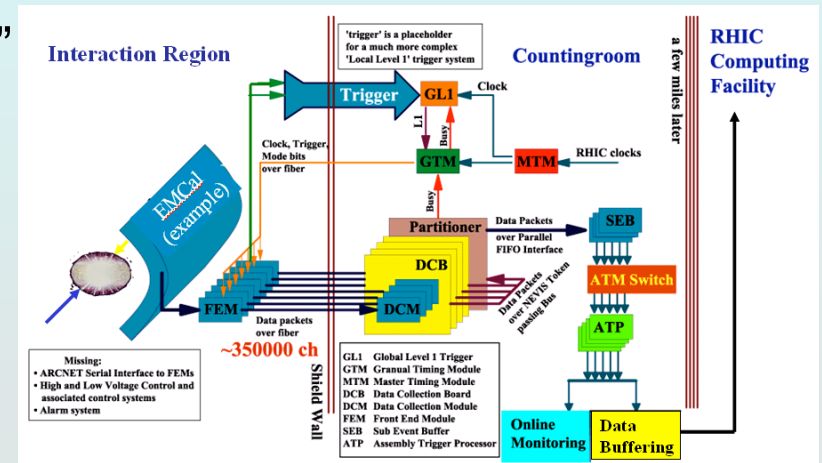 ”
Interaction Region
'trigger' is a placeholder
for a much more complex
'Local Level 1' trigger system
Countingroom
a few miles later
RHIC
Computing
Facility
Trigger
GL1
Clock
L1
Busy
Clock, Trigger,
Mode bits
over fiber
GTM
MTM
RHIC clocks
EMCal
(example)
Busy
Partitioner
Data Packets
over Parallel
FIFO Interface
SEB
DCB
ATM Switch
FEM
DCM
Data Packets
over NEVIS Token
passing Bus
Data packets
over fiber
ATP
~350000 ch
Missing:
• ARCNET Serial Interface to FEMs
• High and Low Voltage Control and
associated control systems
• Alarm system
Shield Wall
GL1 Global Level 1 Trigger
GTM Granual Timing Module
MTM Master Timing Module
DCB Data Collection Board
DCM Data Collection Module
FEM Front End Module
SEB Sub Event Buffer
ATP Assembly Trigger Processor
Online
Monitoring
Data
Buffering